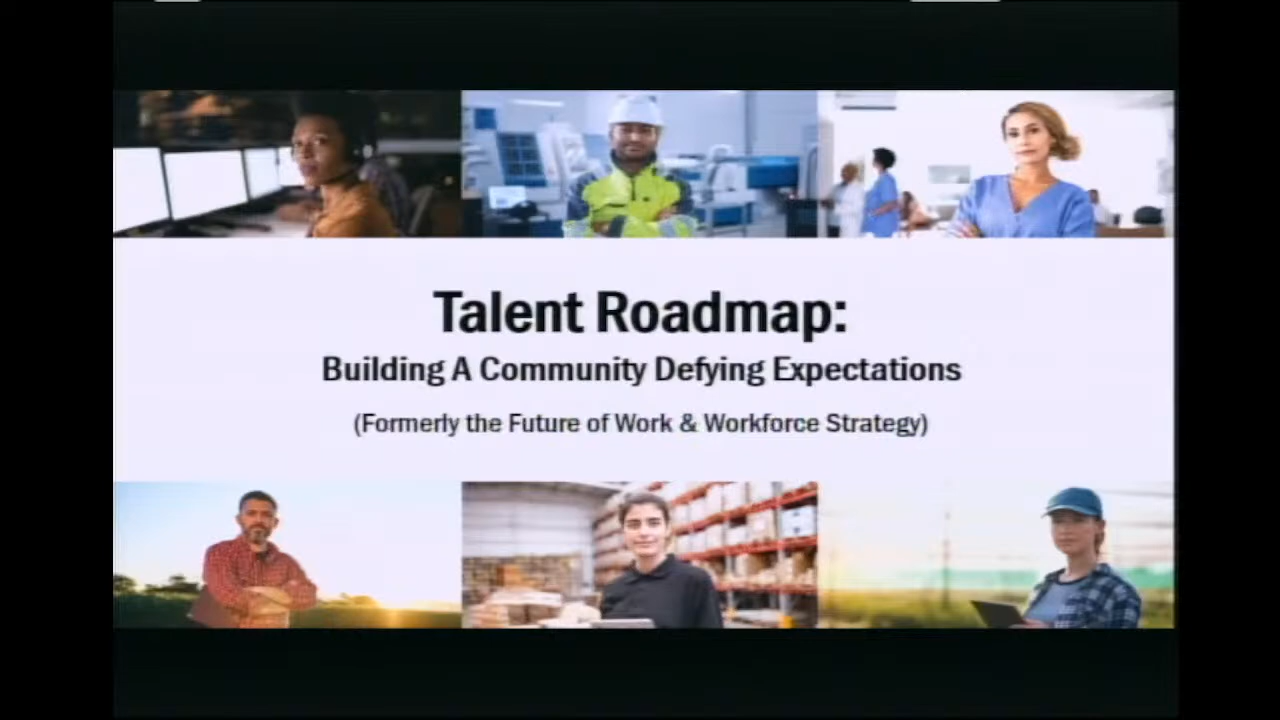 Talent Roadmap:
Building A Community Defying Expectations
(Formerly the Future of Work & Workforce Strategy)